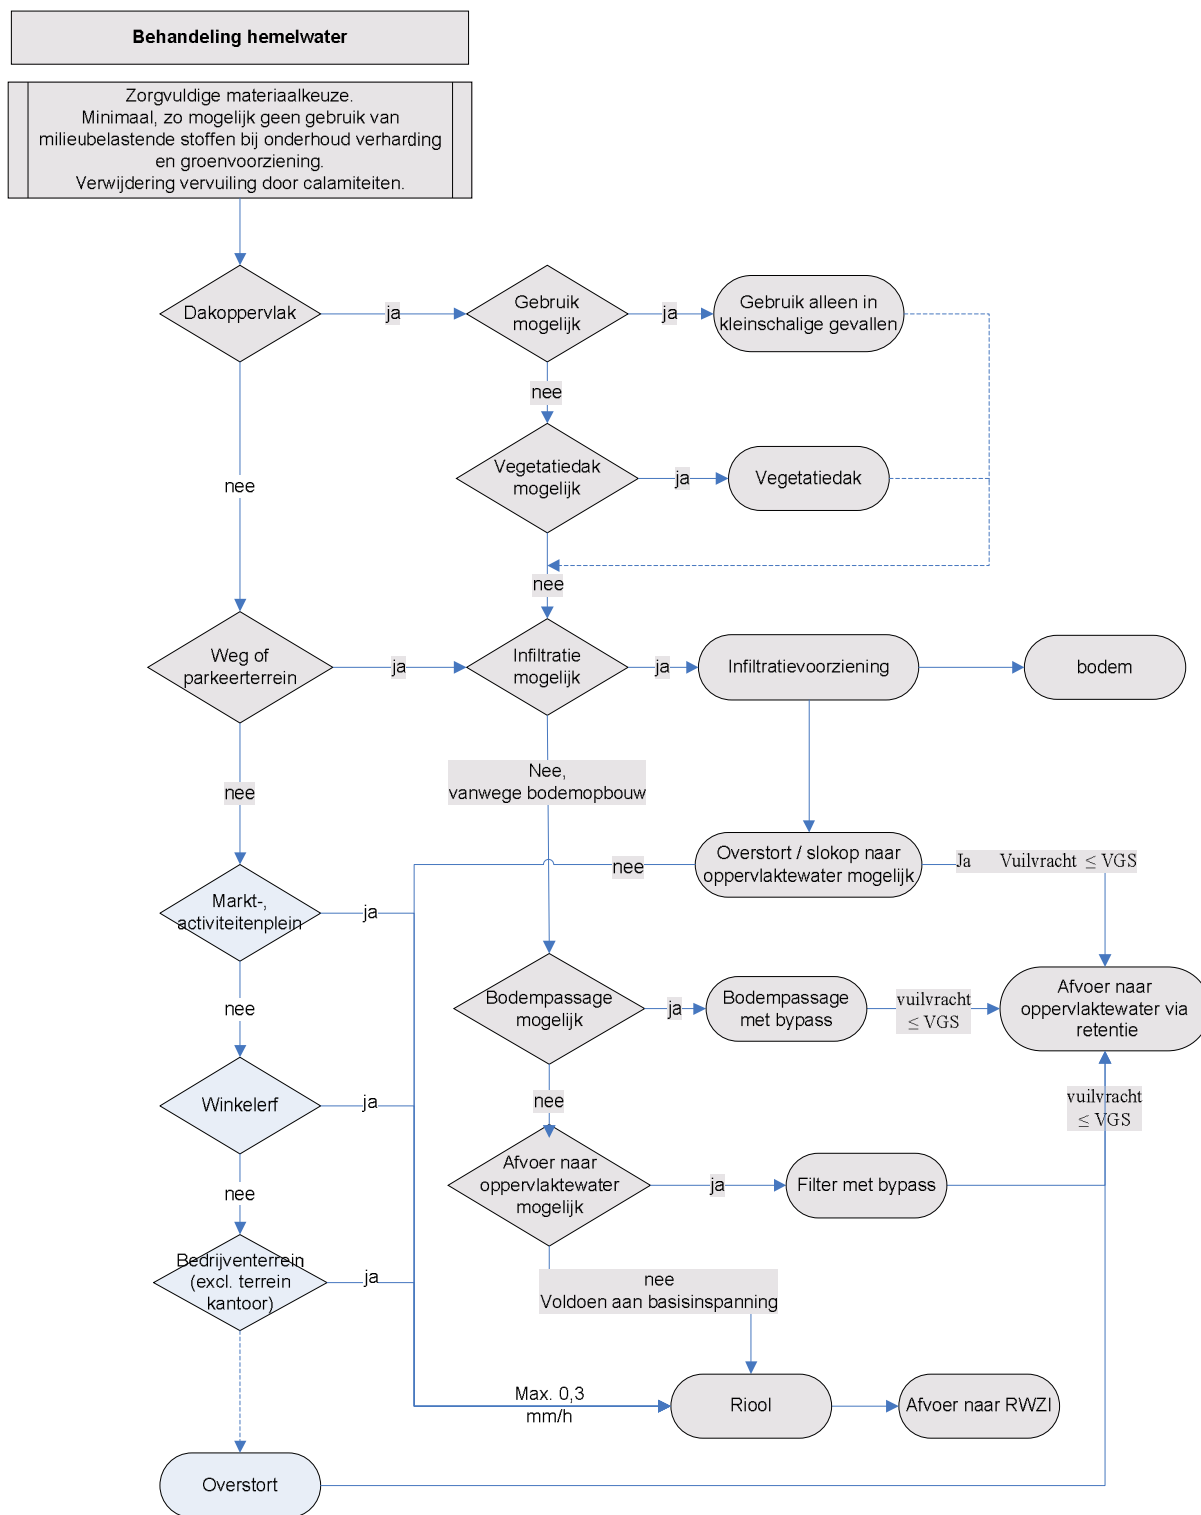 Behandeling hemelwater
Zorgvuldige materiaalkeuze.
Minimaal, zo mogelijk geen gebruik van
milieubelastende stoffen bij onderhoud verharding
en groenvoorziening.
Verwijdering vervuiling door calamiteiten.
Dakoppervlak
ja
Gebruik
mogelijk
ja
Gebruik alleen in
kleinschalige gevallen
nee
Vegetatiedak
mogelijk
ja
Vegetatiedak
nee
nee
Weg of
parkeerterrein
ja
Infiltratie
mogelijk
ja
Infiltratievoorziening
bodem
Nee,
vanwege bodemopbouw
nee
nee
Overstort / slokop naar
oppervlaktewater mogelijk
Ja Vuilvracht ≤ VGS
Markt-,
activiteitenplein
ja
nee
Bodempassage
mogelijk
ja
Bodempassage
met bypass
vuilvracht
≤ VGS
Afvoer naar
oppervlaktewater via
retentie
Winkelerf
ja
nee
vuilvracht
≤ VGS
Afvoer naar
oppervlaktewater
mogelijk
ja
Filter met bypass
nee
Bedrijventerrein
(excl. terrein
kantoor)
ja
nee
Voldoen aan basisinspanning
Max. 0,3
mm/h
Riool
Afvoer naar RWZI
Overstort